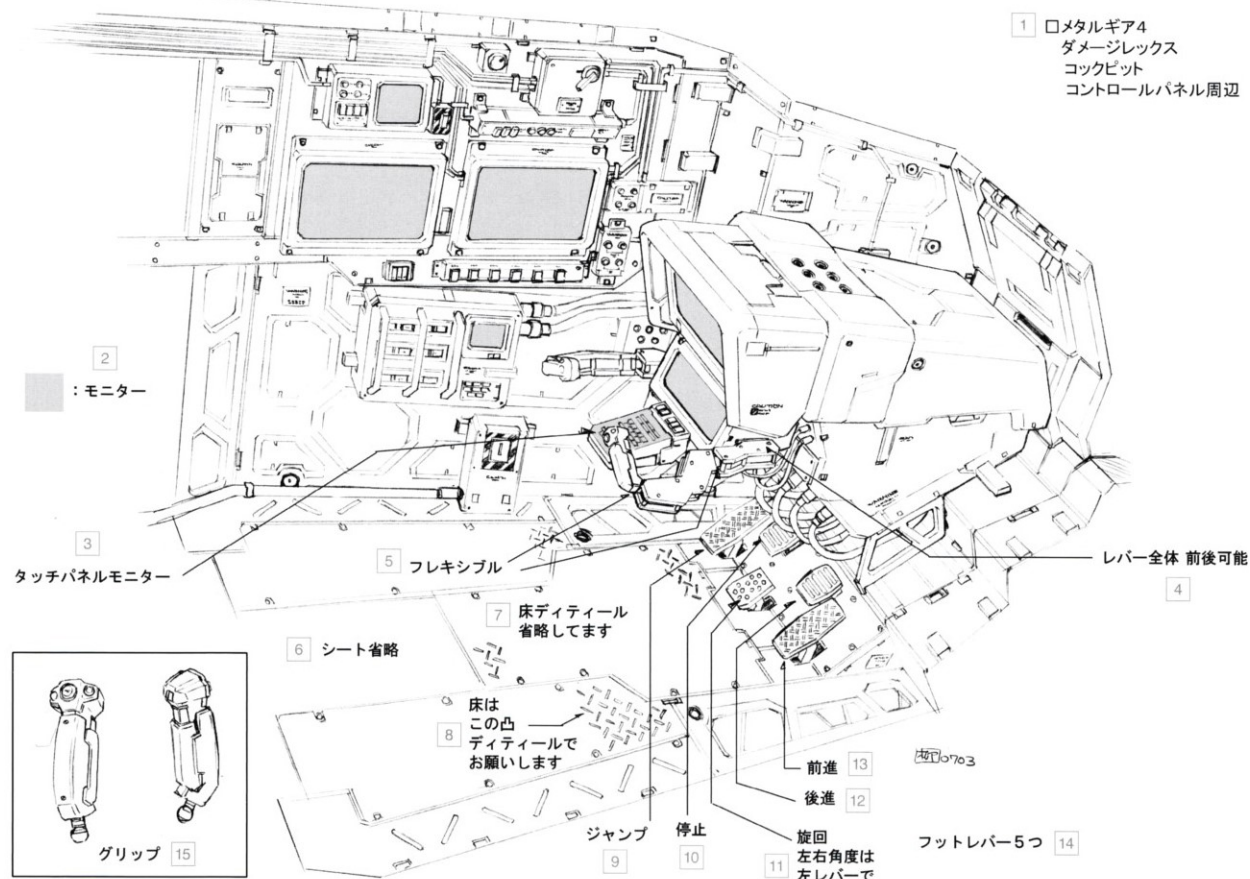 1 □メタルギア4
ダメージレックス
コックピット
コントロールパネル周辺
2
：モニター
3
タッチパネルモニター
5 フレキシブル
レバー全体 前後可能
4
7 床ディティール
省略してます
6 シート省略
8 床は
この凸
ディティールで
お願いします
CAUTION
0703
前進 13
後進 12
ジャンプ
9
停止
10
11 旋回
左右角度は
左レバーで
フットレバー５つ 14
グリップ 15